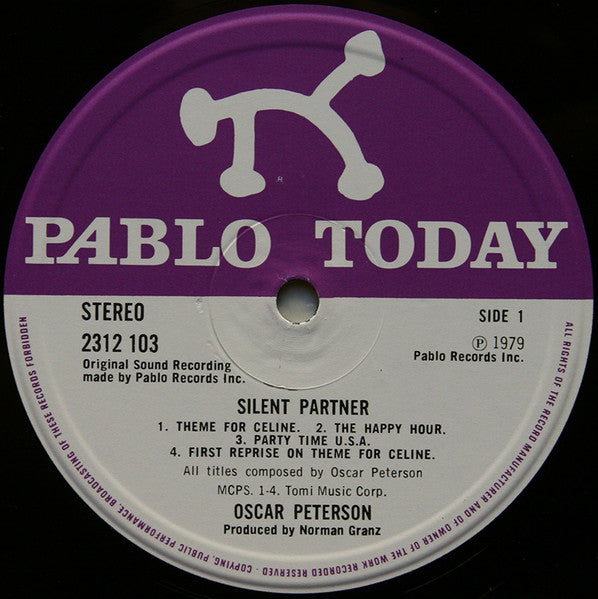 R
PABLO TODAY
STEREO
2312 103
Original Sound Recording
made by Pablo Records Inc.
SIDE 1
Ⓟ 1979
Pablo Records Inc.
SILENT PARTNER
1. THEME FOR CELINE. 2. THE HAPPY HOUR.
3. PARTY TIME U.S.A.
4. FIRST REPRISE ON THEME FOR CELINE.
All titles composed by Oscar Peterson
MCPS. 1-4. Tomi Music Corp.
OSCAR PETERSON
Produced by Norman Granz
ALL RIGHTS OF THE RECORD MANUFACTURER AND OF OWNER OF THE WORK RECORDED RESERVED - COPYING, PUBLIC PERFORMANCE, BROADCASTING OF THESE RECORDS FORBIDDEN